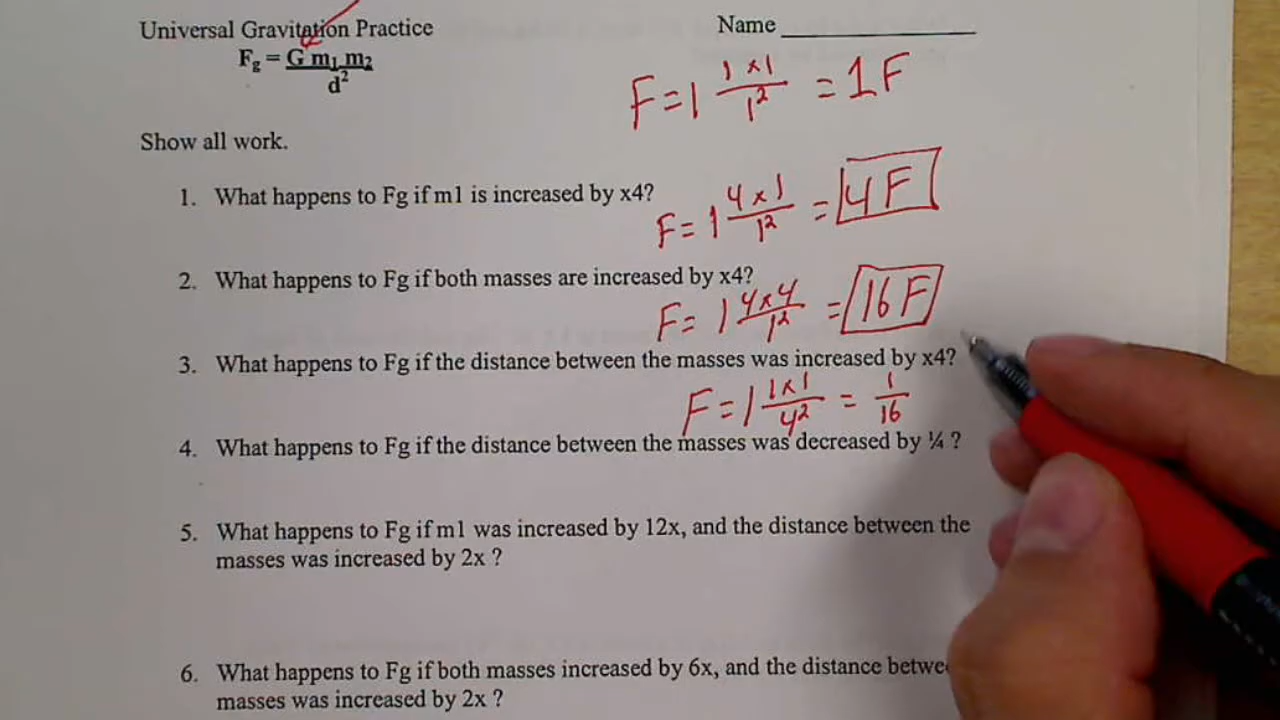 Universal Gravitation Practice
Name
Fg = G m1 m2
d2
F = 1 1 x 1 / 1² = 1F
Show all work.
1. What happens to Fg if m1 is increased by x4?
F = 1 4 x 1 / 1² = 4F
2. What happens to Fg if both masses are increased by x4?
F = 1 4 x 4 / 1² = 16F
3. What happens to Fg if the distance between the masses was increased by x4?
F = 1 1 x 1 / 4² = 1/16
4. What happens to Fg if the distance between the masses was decreased by ¼ ?
5. What happens to Fg if m1 was increased by 12x, and the distance between the
masses was increased by 2x ?
6. What happens to Fg if both masses increased by 6x, and the distance betwe
masses was increased by 2x ?